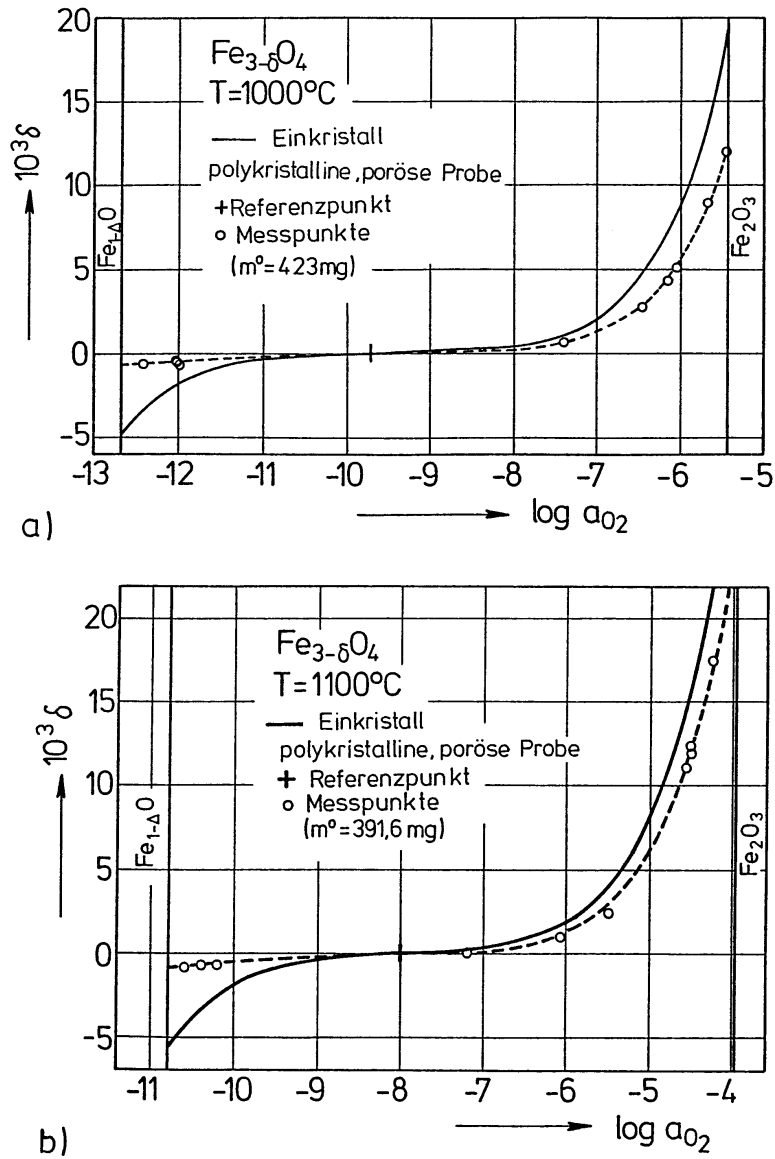 20
15
10
5
0
−5
10³δ
Fe₁₋ΔO
Fe₃₋δO₄
T=1000°C
Einkristall
polykristalline, poröse Probe
+Referenzpunkt
o Messpunkte
(m°=423mg)
Fe₂O₃
−13 −12 −11 −10 −9 −8 −7 −6 −5
log aO₂
a)
20
15
10
5
0
−5
10³δ
Fe₁₋ΔO
Fe₃₋δO₄
T=1100°C
Einkristall
polykristalline, poröse Probe
+ Referenzpunkt
o Messpunkte
(m°=391,6 mg)
Fe₂O₃
−11 −10 −9 −8 −7 −6 −5 −4
log aO₂
b)